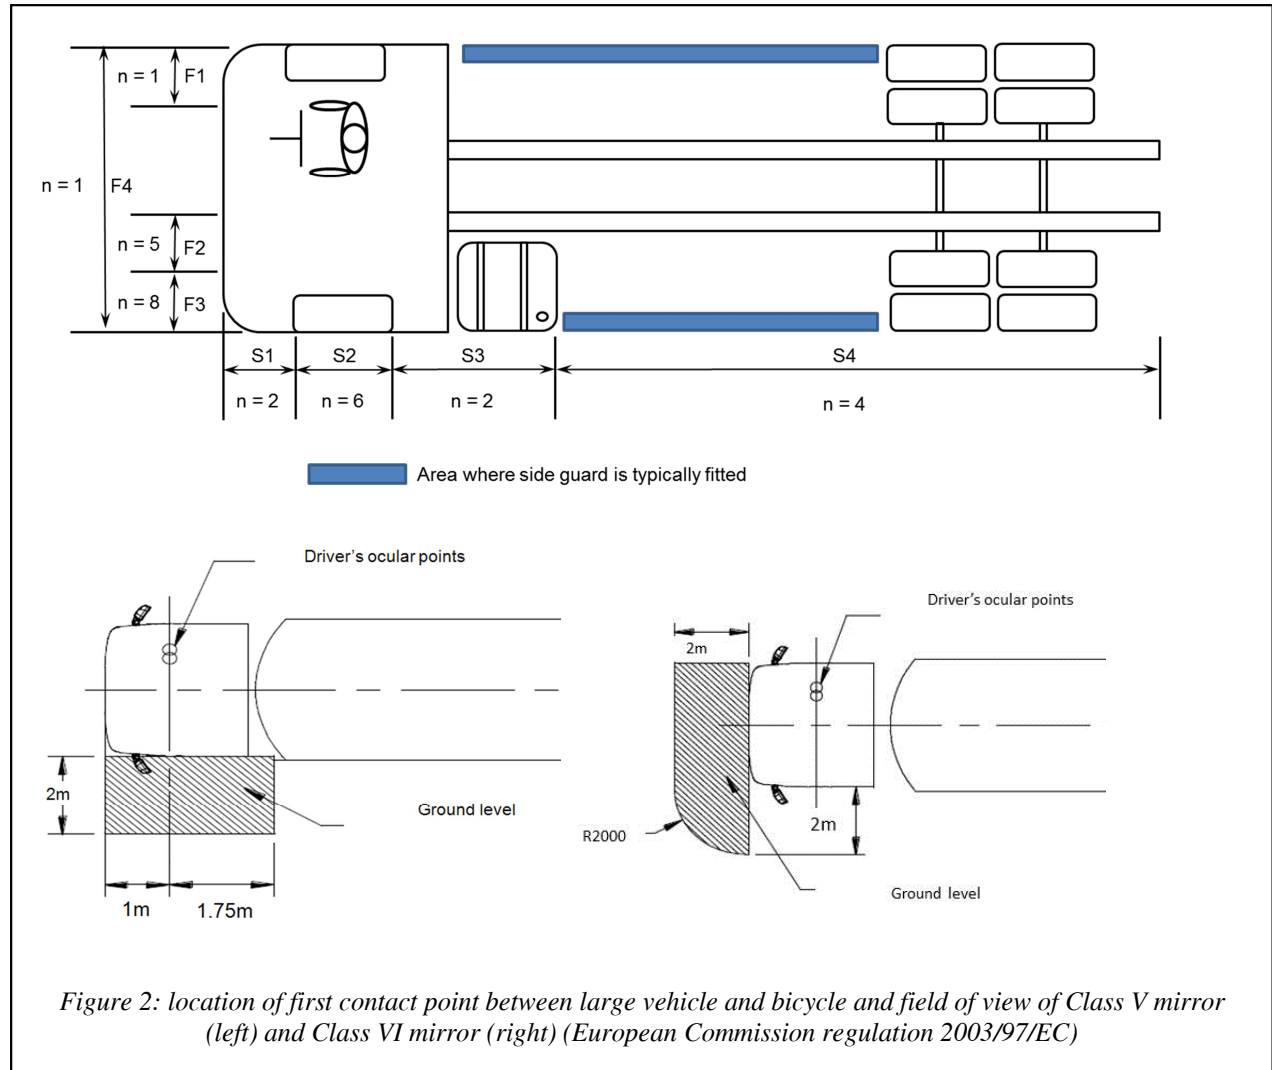 n = 1 F1
n = 1 F4
n = 5 F2
n = 8 F3
S1 S2 S3 S4
n = 2 n = 6 n = 2 n = 4
Area where side guard is typically fitted
Driver's ocular points
2m
Ground level
1m 1.75m
Driver's ocular points
2m
2m
R2000
Ground level
Figure 2: location of first contact point between large vehicle and bicycle and field of view of Class V mirror
(left) and Class VI mirror (right) (European Commission regulation 2003/97/EC)